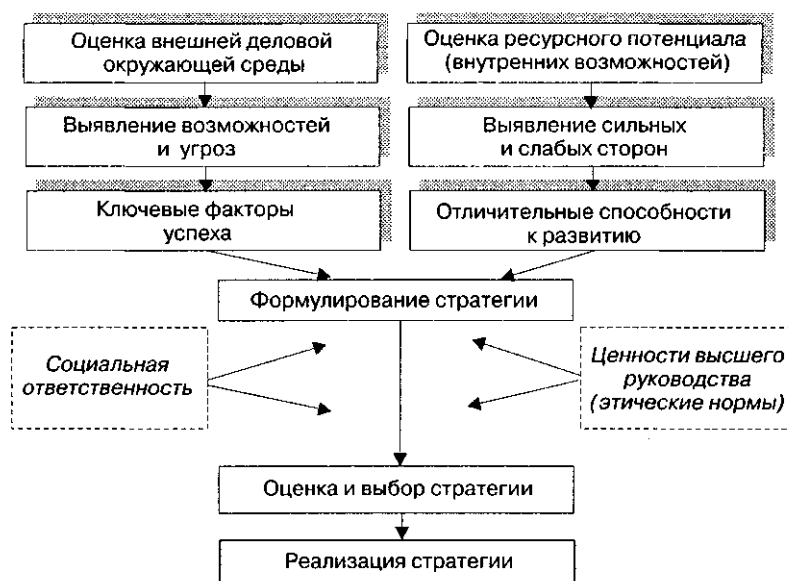 Оценка внешней деловой
окружающей среды
Оценка ресурсного потенциала
(внутренних возможностей)
Выявление возможностей
и угроз
Выявление сильных
и слабых сторон
Ключевые факторы
успеха
Отличительные способности
к развитию
Формулирование стратегии
Социальная
ответственность
Ценности высшего
руководства
(этические нормы)
Оценка и выбор стратегии
Реализация стратегии